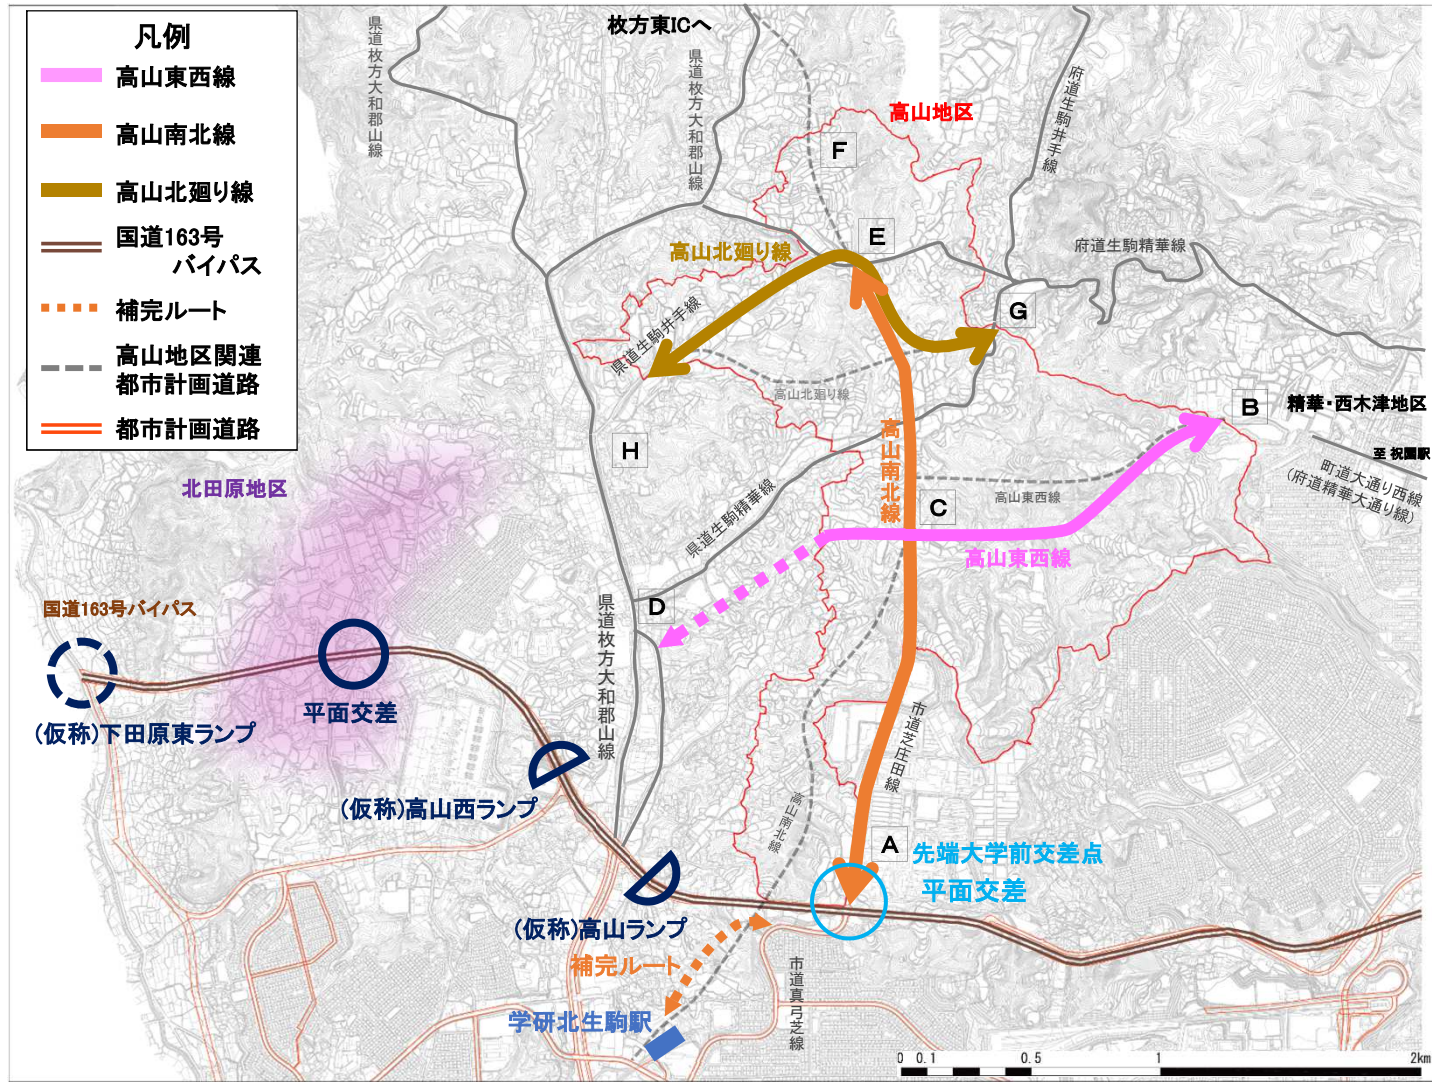 凡例
高山東西線
高山南北線
高山北廻り線
国道163号
バイパス
補完ルート
高山地区関連
都市計画道路
都市計画道路
枚方東ICへ
県道枚方大和郡山線
県道枚方大和郡山線
府道生駒井手線
高山地区
F
E
高山北廻り線
府道生駒精華線
G
県道生駒井手線
高山北廻り線
B
精華・西木津地区
至 祝園駅
町道大通り西線
(府道精華大通り線)
H
高山南北線
北田原地区
県道生駒精華線
高山東西線
C
高山東西線
D
国道163号バイパス
県道枚方大和郡山線
平面交差
(仮称)下田原東ランプ
市道芝庄田線
(仮称)高山西ランプ
高山南北線
A
先端大学前交差点
平面交差
(仮称)高山ランプ
補完ルート
市道真弓芝線
学研北生駒駅
0 0.1 0.5 1 2km